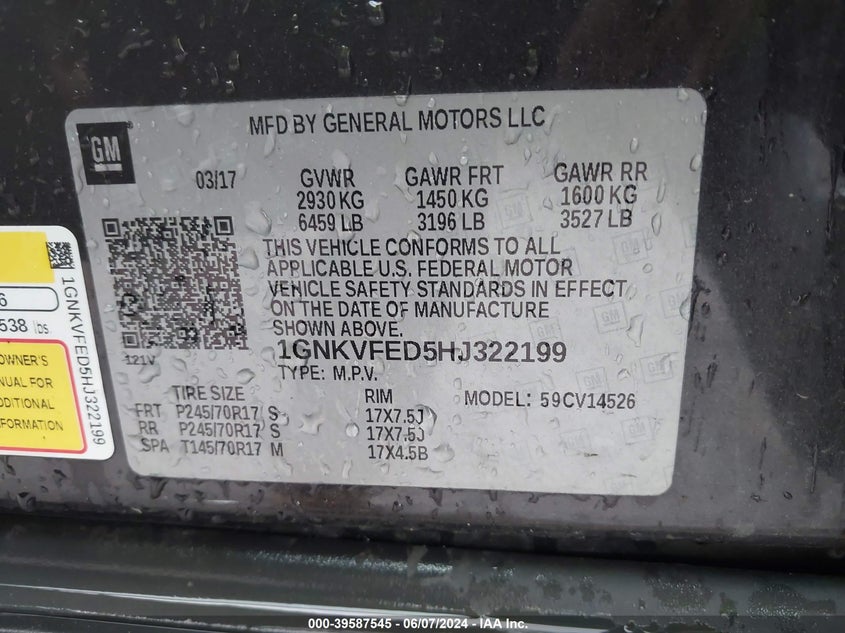 MFD BY GENERAL MOTORS LLC
GM
03/17
GVWR GAWR FRT GAWR RR
2930 KG 1450 KG 1600 KG
6459 LB 3196 LB 3527 LB
THIS VEHICLE CONFORMS TO ALL
APPLICABLE U.S. FEDERAL MOTOR
VEHICLE SAFETY STANDARDS IN EFFECT
ON THE DATE OF MANUFACTURE
SHOWN ABOVE.
121V
1GNKVFED5HJ322199
TYPE: M.P.V.
MODEL: 59CV14526
TIRE SIZE RIM
FRT P245/70R17 S 17X7.5J
RR P245/70R17 S 17X7.5J
SPA T145/70R17 M 17X4.5B
6
538 lbs
OWNER'S
ANUAL FOR
DDITIONAL
FORMATION
1GNKVFED5HJ322199
000-39587545 - 06/07/2024 - IAA Inc.